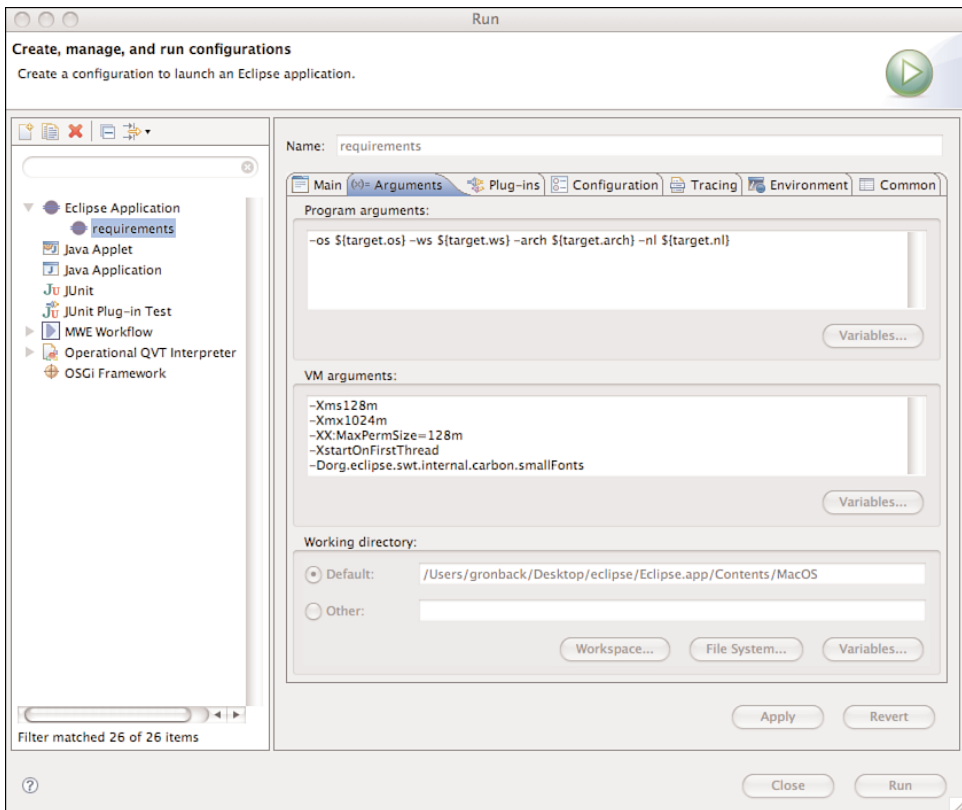 Run
Create, manage, and run configurations
Create a configuration to launch an Eclipse application.
Eclipse Application
requirements
Java Applet
Java Application
JU JUnit
JUnit Plug-in Test
MWE Workflow
Operational QVT Interpreter
OSGi Framework
Filter matched 26 of 26 items
Name: requirements
Main (x)= Arguments Plug-ins Configuration Tracing Environment Common
Program arguments:
-os ${target.os} -ws ${target.ws} -arch ${target.arch} -nl ${target.nl}
Variables...
VM arguments:
-Xms128m
-Xmx1024m
-XX:MaxPermSize=128m
-XstartOnFirstThread
-Dorg.eclipse.swt.internal.carbon.smallFonts
Variables...
Working directory:
Default: /Users/gronback/Desktop/eclipse/Eclipse.app/Contents/MacOS
Other:
Workspace... File System... Variables...
Apply Revert
? Close Run